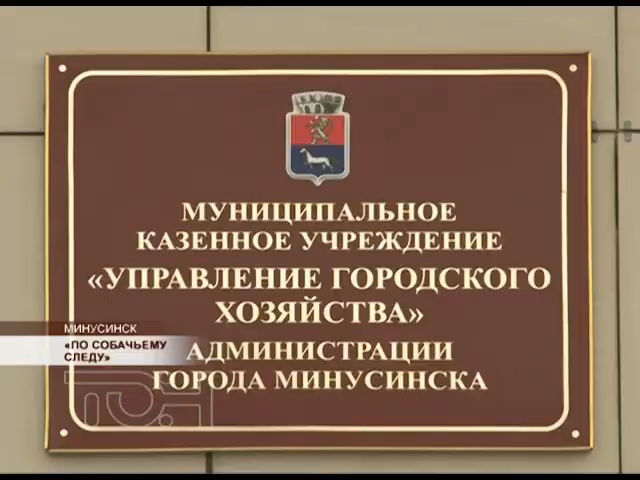 МУНИЦИПАЛЬНОЕ
КАЗЕННОЕ УЧРЕЖДЕНИЕ
«УПРАВЛЕНИЕ ГОРОДСКОГО
ХОЗЯЙСТВА»
АДМИНИСТРАЦИИ
ГОРОДА МИНУСИНСКА
МИНУСИНСК
«ПО СОБАЧЬЕМУ
СЛЕДУ»